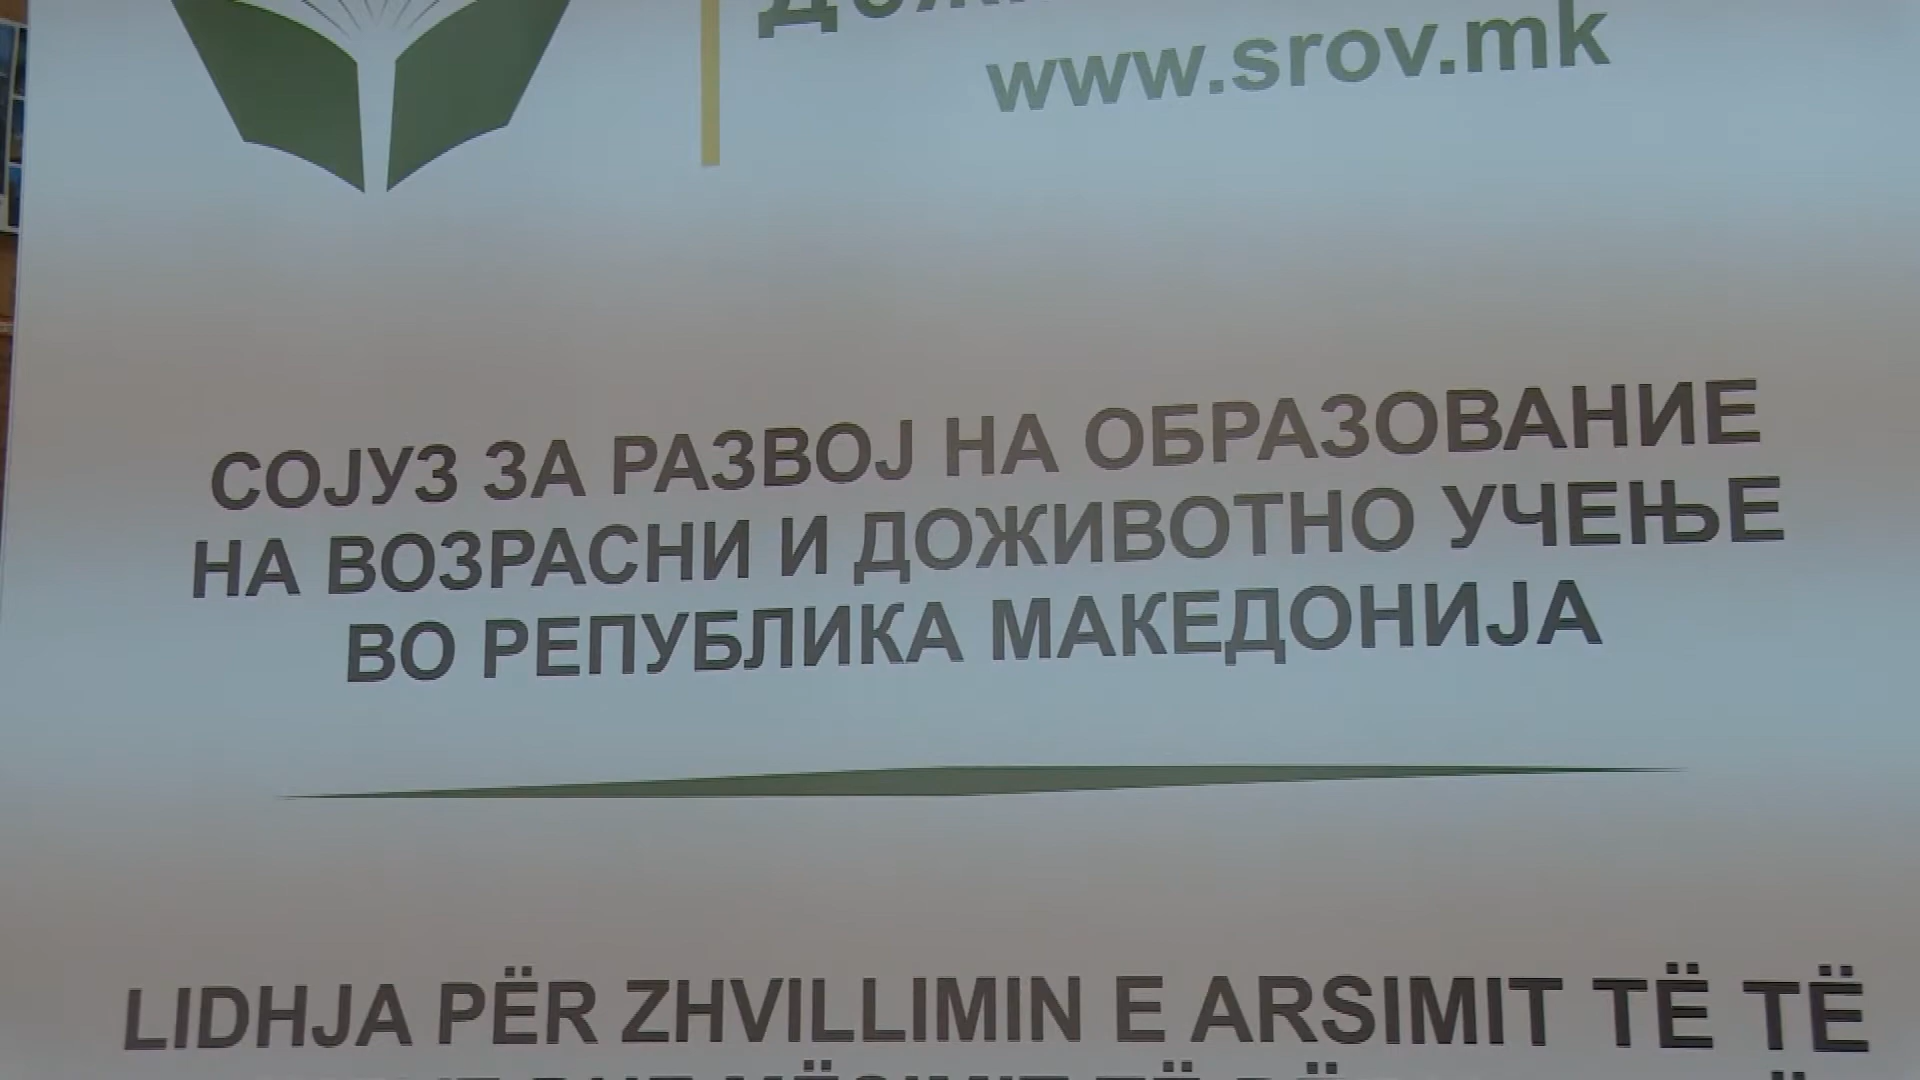 www.srov.mk
СОЈУЗ ЗА РАЗВОЈ НА ОБРАЗОВАНИЕ
НА ВОЗРАСНИ И ДОЖИВОТНО УЧЕЊЕ
ВО РЕПУБЛИКА МАКЕДОНИЈА
LIDHJA PËR ZHVILLIMIN E ARSIMIT TË TË